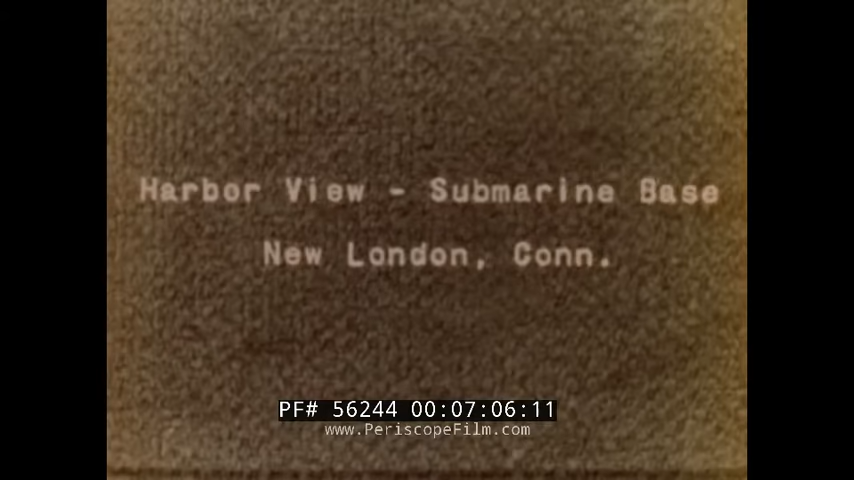 Harbor View - Submarine Base
New London, Conn.
PF# 56244 00:07:06:11
www.PeriscopeFilm.com